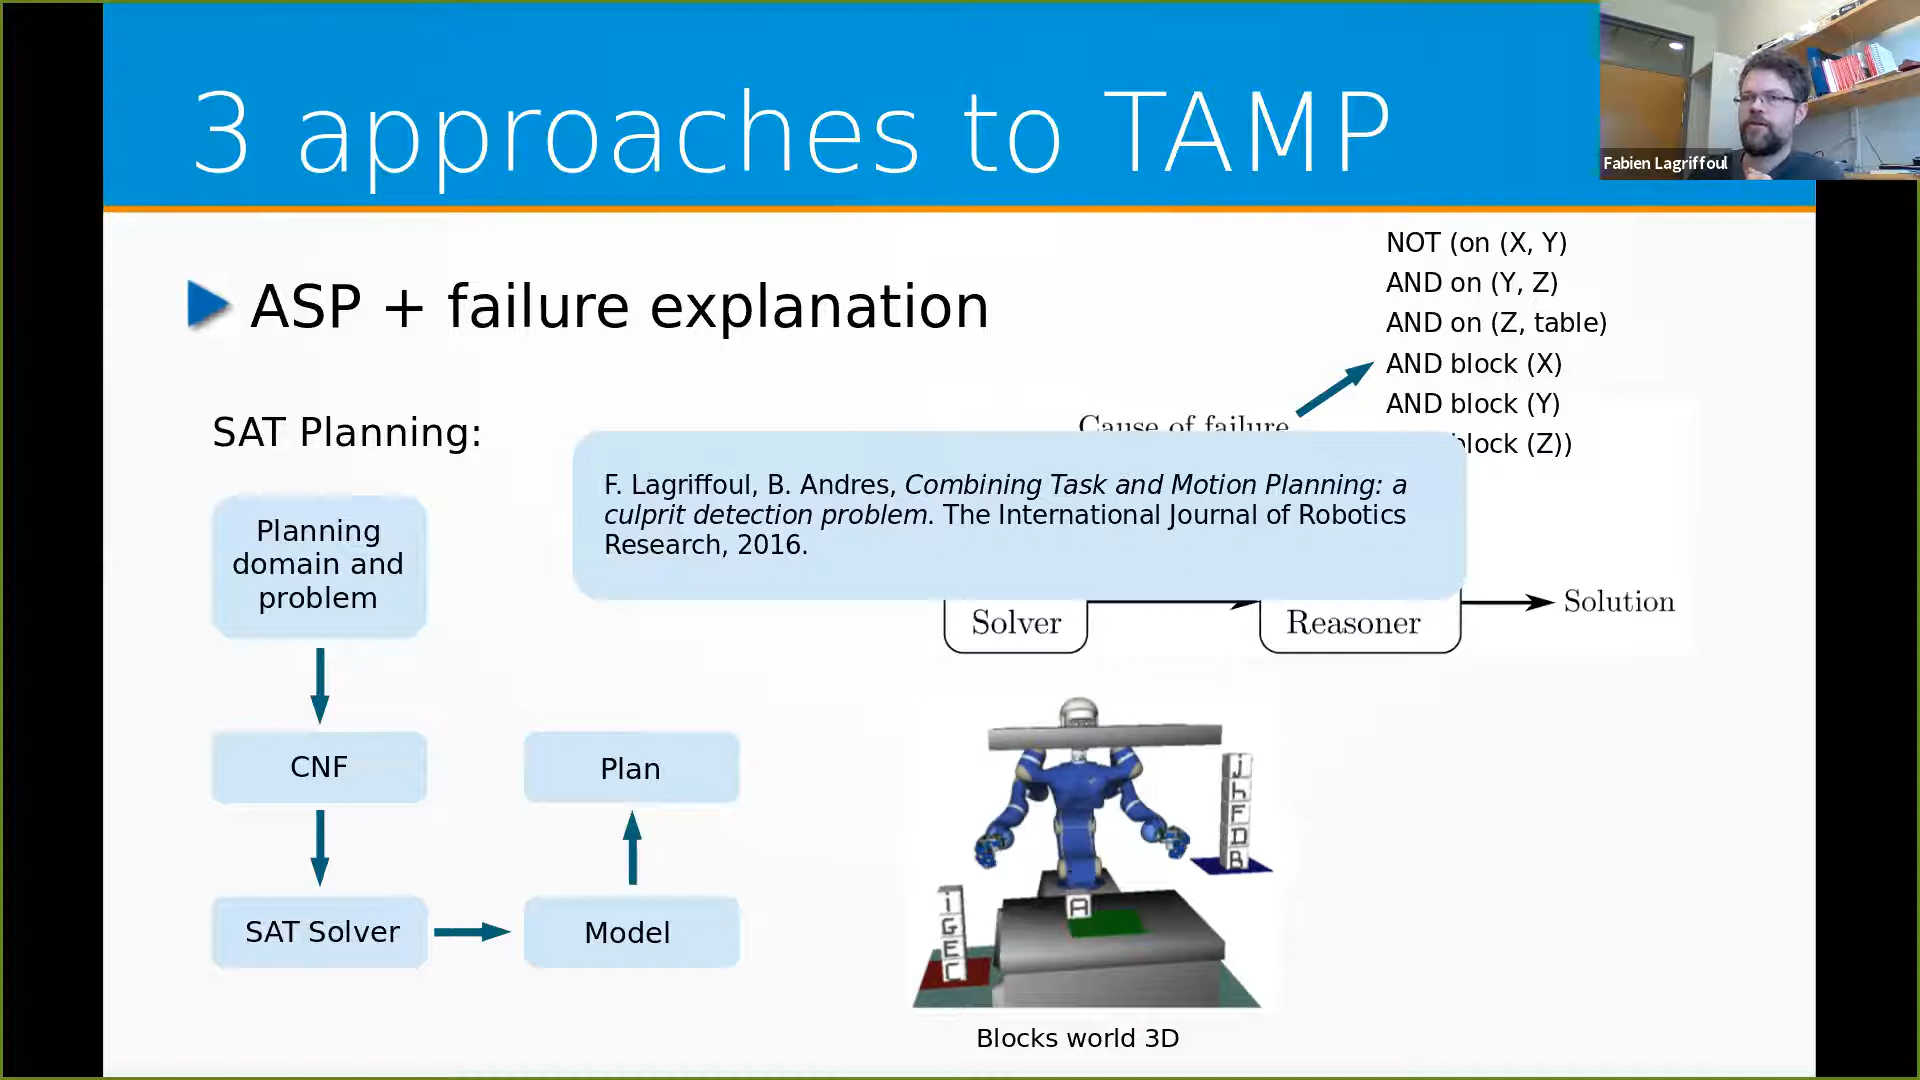 3 approaches to TAMP
Fabien Lagriffoul
ASP + failure explanation
NOT (on (X, Y)
AND on (Y, Z)
AND on (Z, table)
AND block (X)
AND block (Y)
block (Z))
Cause of failure
SAT Planning:
F. Lagriffoul, B. Andres, Combining Task and Motion Planning: a
culprit detection problem. The International Journal of Robotics
Research, 2016.
Planning
domain and
problem
Solver
Reasoner
Solution
CNF
Plan
SAT Solver
Model
j
h
F
D
B
A
i
G
E
C
Blocks world 3D